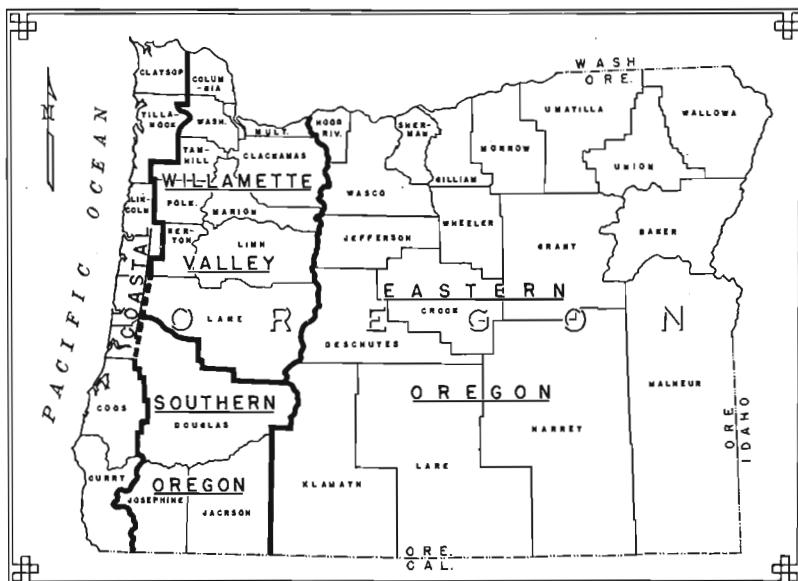 WASH
ORE.
CLATSOP
COLUM-
BIA
TILLA-
MOOK
WASH.
MULT.
HOOD
RIV.
SHER-
MAN
UMATILLA
WALLOWA
MORROW
UNION
GILLIAM
YAM-
HILL
CLACKAMAS
WILLAMETTE
WASCO
LIN-
COLN
POLK
MARION
WHEELER
BEN-
TON
LINN
JEFFERSON
GRANT
BAKER
VALLEY
EASTERN
CROOK
COASTAL
PACIFIC OCEAN
OREGON
LANE
DESCHUTES
MALHEUR
SOUTHERN
DOUGLAS
OREGON
COOS
HARNEY
ORE
IDAHO
CURRY
OREGON
JOSEPHINE
JACKSON
KLAMATH
LAKE
ORE.
CAL.